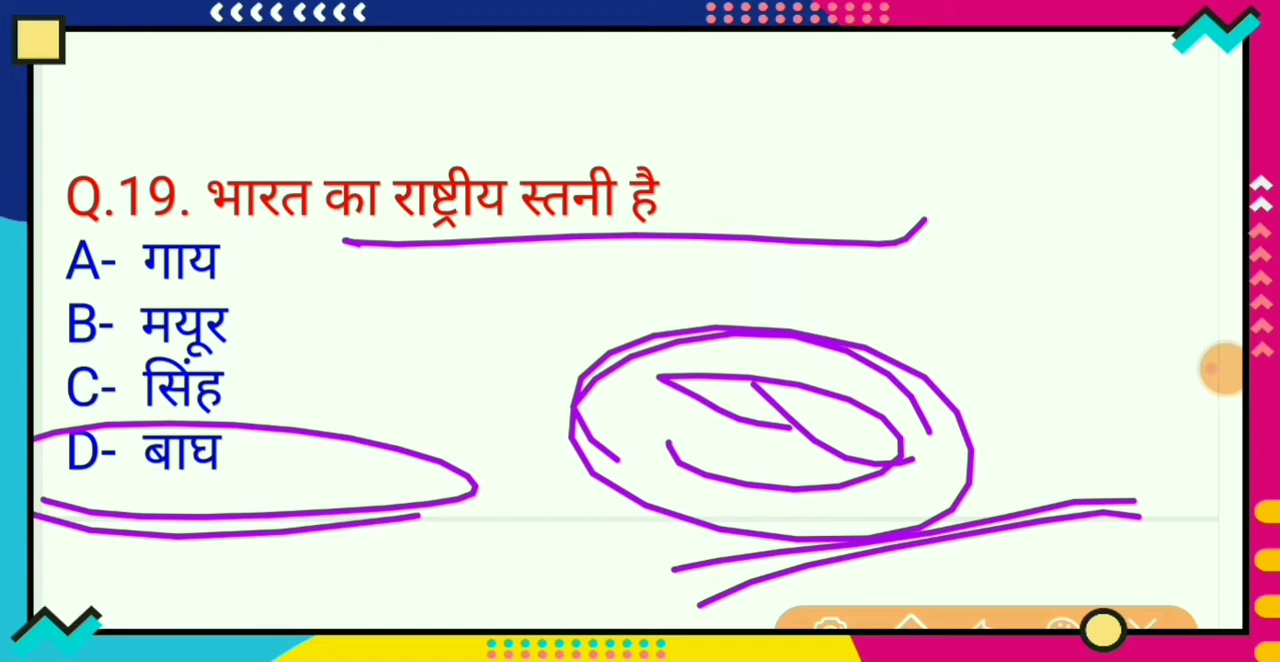 Q.19. भारत का राष्ट्रीय स्तनी है
A- गाय
B- मयूर
C- सिंह
D- बाघ